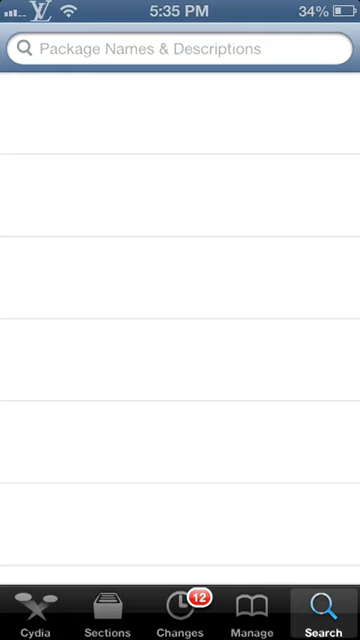 5:35 PM
34%
Package Names & Descriptions
12
Cydia
Sections
Changes
Manage
Search